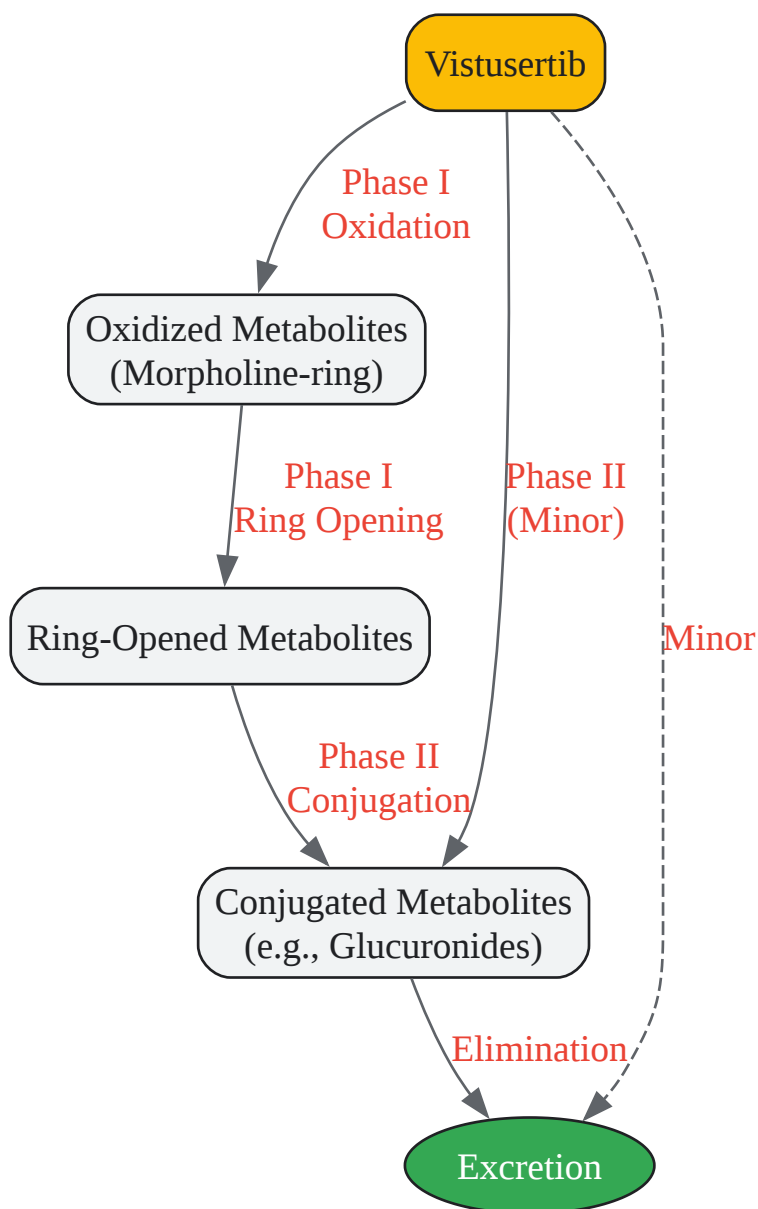 Vistusertib
Phase I
Oxidation
Oxidized Metabolites
(Morpholine-ring)
Phase I
Ring Opening
Phase II
(Minor)
Ring-Opened Metabolites
Minor
Phase II
Conjugation
Conjugated Metabolites
(e.g., Glucuronides)
Elimination
Excretion